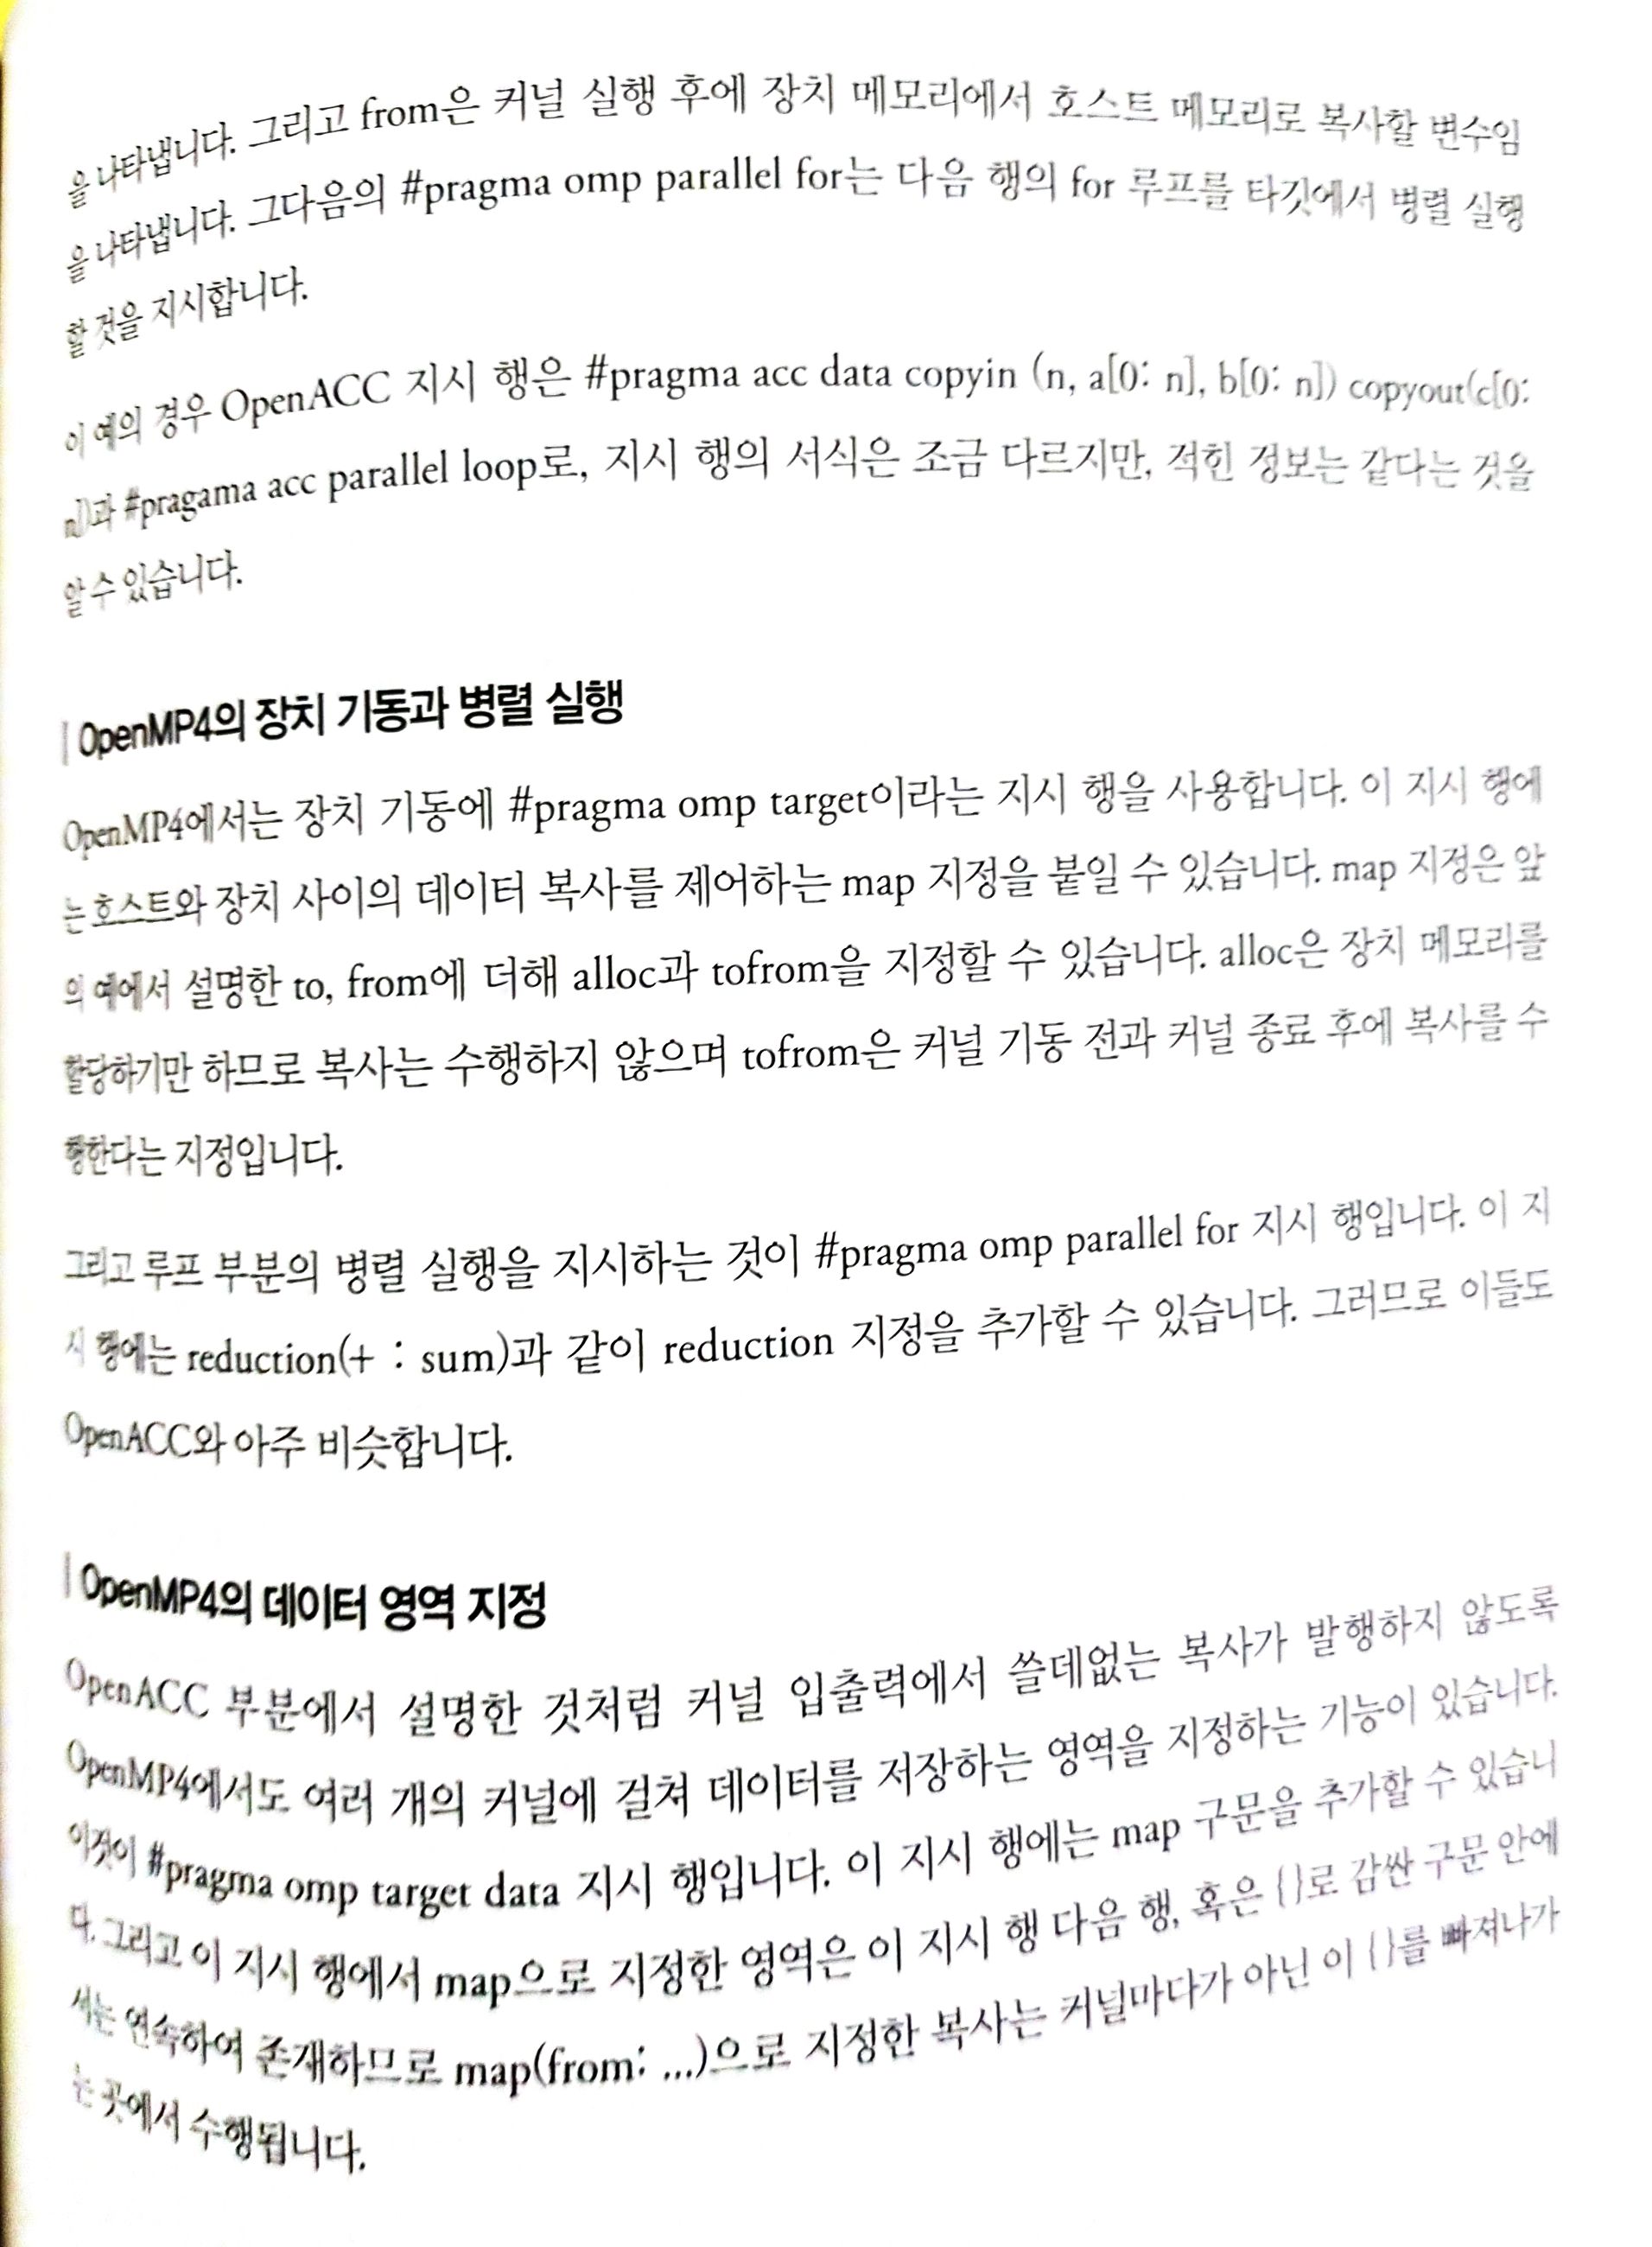 을 나타냅니다. 그리고 from은 커널 실행 후에 장치 메모리에서 호스트 메모리로 복사할 변수임
을 나타냅니다. 그다음의 #pragma omp parallel for는 다음 행의 for 루프를 타깃에서 병렬 실행
할 것을 지시합니다.
이 예의 경우 OpenACC 지시 행은 #pragma acc data copyin (n, a[0: n], b[0: n]) copyout(c[0:
n])과 #pragama acc parallel loop로, 지시 행의 서식은 조금 다르지만, 적힌 정보는 같다는 것을
알 수 있습니다.
OpenMP4의 장치 기동과 병렬 실행
OpenMP4에서는 장치 기동에 #pragma omp target이라는 지시 행을 사용합니다. 이 지시 행에
는 호스트와 장치 사이의 데이터 복사를 제어하는 map 지정을 붙일 수 있습니다. map 지정은 앞
의 예에서 설명한 to, from에 더해 alloc과 tofrom을 지정할 수 있습니다. alloc은 장치 메모리를
할당하기만 하므로 복사는 수행하지 않으며 tofrom은 커널 기동 전과 커널 종료 후에 복사를 수
행한다는 지정입니다.
그리고 루프 부분의 병렬 실행을 지시하는 것이 #pragma omp parallel for 지시 행입니다. 이 지
시 행에는 reduction(+ : sum)과 같이 reduction 지정을 추가할 수 있습니다. 그러므로 이들도
OpenACC와 아주 비슷합니다.
OpenMP4의 데이터 영역 지정
OpenACC 부분에서 설명한 것처럼 커널 입출력에서 쓸데없는 복사가 발행하지 않도록
OpenMP4에서도 여러 개의 커널에 걸쳐 데이터를 저장하는 영역을 지정하는 기능이 있습니다.
이것이 #pragma omp target data 지시 행입니다. 이 지시 행에는 map 구문을 추가할 수 있습니
다. 그리고 이 지시 행에서 map으로 지정한 영역은 이 지시 행 다음 행, 혹은 { }로 감싼 구문 안에
서는 연속하여 존재하므로 map(from: ...)으로 지정한 복사는 커널마다가 아닌 이 { }를 빠져나가
는 곳에서 수행됩니다.